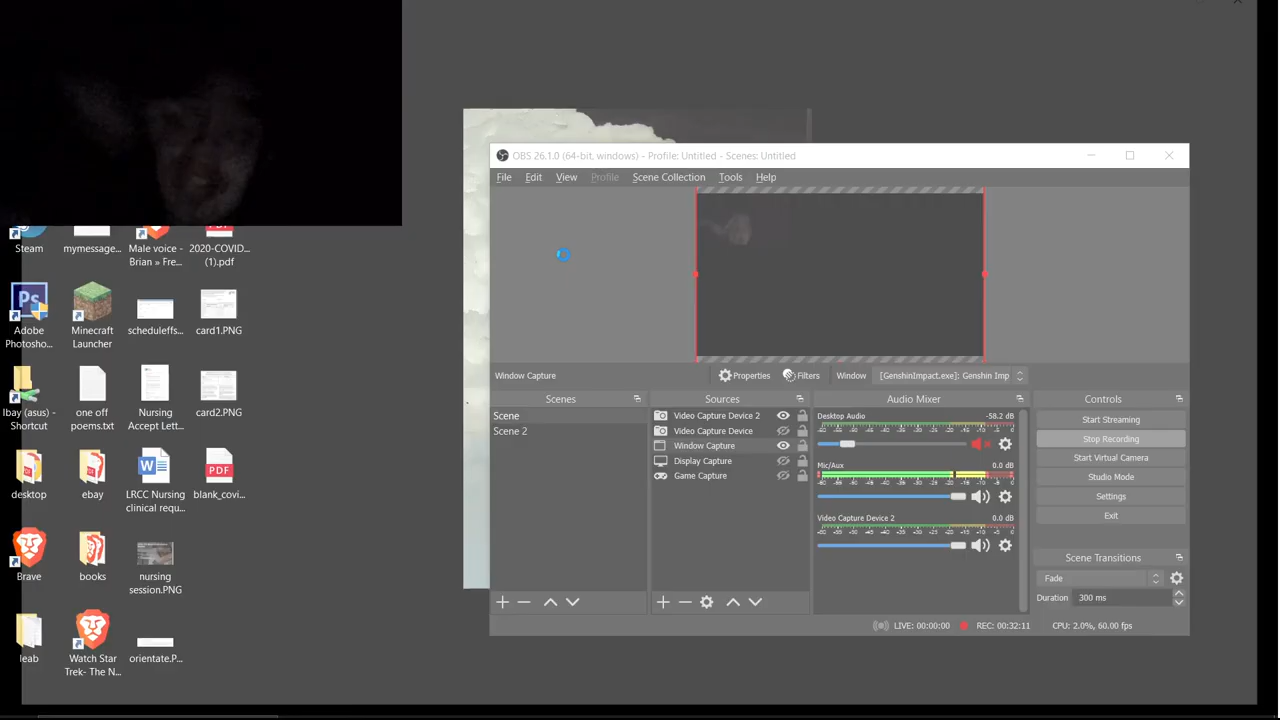 OBS 26.1.0 (64-bit, windows) - Profile: Untitled - Scenes: Untitled
File Edit View Profile Scene Collection Tools Help
Steam mymessage... Male voice - Brian » Fre... 2020-COVID... (1).pdf
Adobe Photosho... Minecraft Launcher scheduleffs... card1.PNG
lbay (asus) - Shortcut one off poems.txt Nursing Accept Lett... card2.PNG
desktop ebay LRCC Nursing clinical requ... blank_covi...
Brave books nursing session.PNG
leab Watch Star Trek- The N... orientate.P...
Window Capture Properties Filters Window [GenshinImpact.exe]: Genshin Imp
Scenes
Scene
Scene 2
Sources
Video Capture Device 2
Video Capture Device
Window Capture
Display Capture
Game Capture
Audio Mixer
Desktop Audio -58.2 dB
Mic/Aux 0.0 dB
Video Capture Device 2 0.0 dB
Controls
Start Streaming
Stop Recording
Start Virtual Camera
Studio Mode
Settings
Exit
Scene Transitions
Fade
Duration 300 ms
LIVE: 00:00:00 REC: 00:32:11 CPU: 2.0%, 60.00 fps